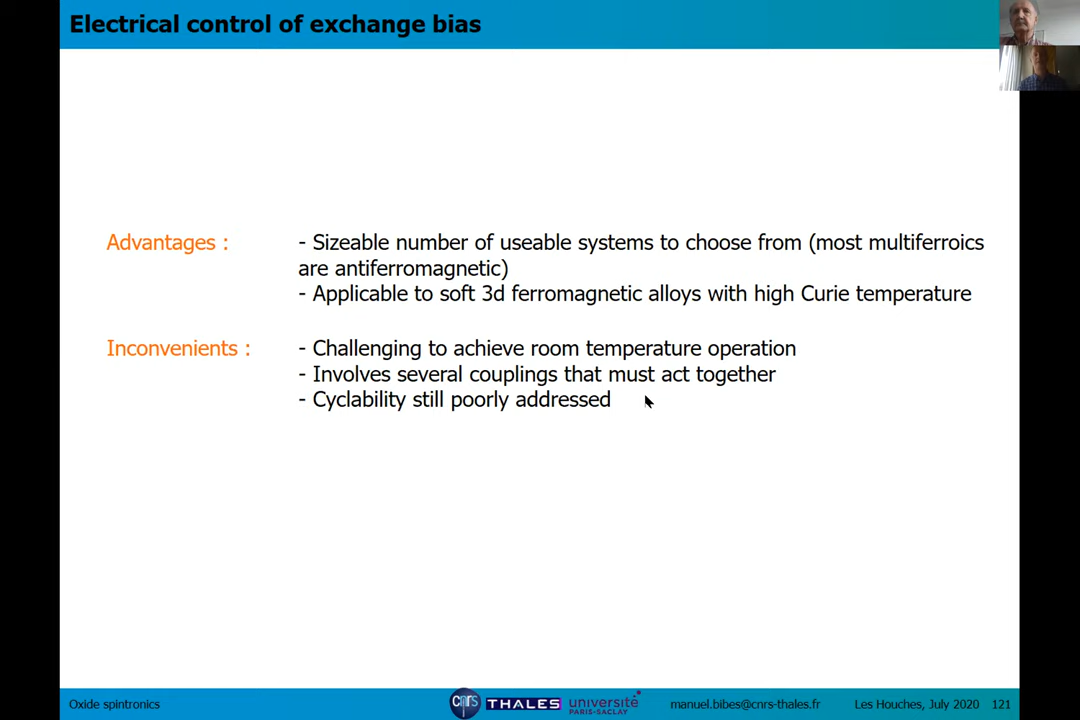 Electrical control of exchange bias
Advantages :
- Sizeable number of useable systems to choose from (most multiferroics
are antiferromagnetic)
- Applicable to soft 3d ferromagnetic alloys with high Curie temperature
Inconvenients :
- Challenging to achieve room temperature operation
- Involves several couplings that must act together
- Cyclability still poorly addressed
Oxide spintronics
cnrs
THALES
université
PARIS-SACLAY
manuel.bibes@cnrs-thales.fr
Les Houches, July 2020
121